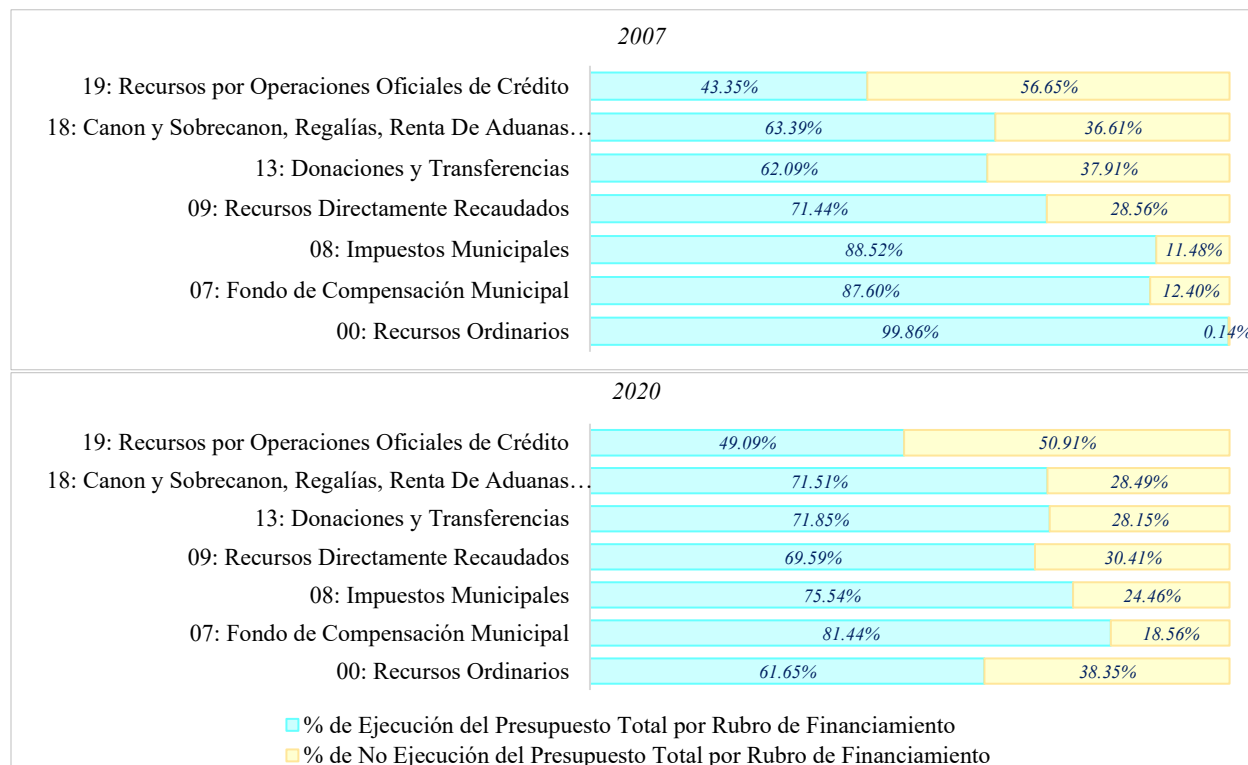 2007
19: Recursos por Operaciones Oficiales de Crédito 43.35% 56.65%
18: Canon y Sobrecanon, Regalías, Renta De Aduanas… 63.39% 36.61%
13: Donaciones y Transferencias 62.09% 37.91%
09: Recursos Directamente Recaudados 71.44% 28.56%
08: Impuestos Municipales 88.52% 11.48%
07: Fondo de Compensación Municipal 87.60% 12.40%
00: Recursos Ordinarios 99.86% 0.14%
2020
19: Recursos por Operaciones Oficiales de Crédito 49.09% 50.91%
18: Canon y Sobrecanon, Regalías, Renta De Aduanas… 71.51% 28.49%
13: Donaciones y Transferencias 71.85% 28.15%
09: Recursos Directamente Recaudados 69.59% 30.41%
08: Impuestos Municipales 75.54% 24.46%
07: Fondo de Compensación Municipal 81.44% 18.56%
00: Recursos Ordinarios 61.65% 38.35%
% de Ejecución del Presupuesto Total por Rubro de Financiamiento
% de No Ejecución del Presupuesto Total por Rubro de Financiamiento